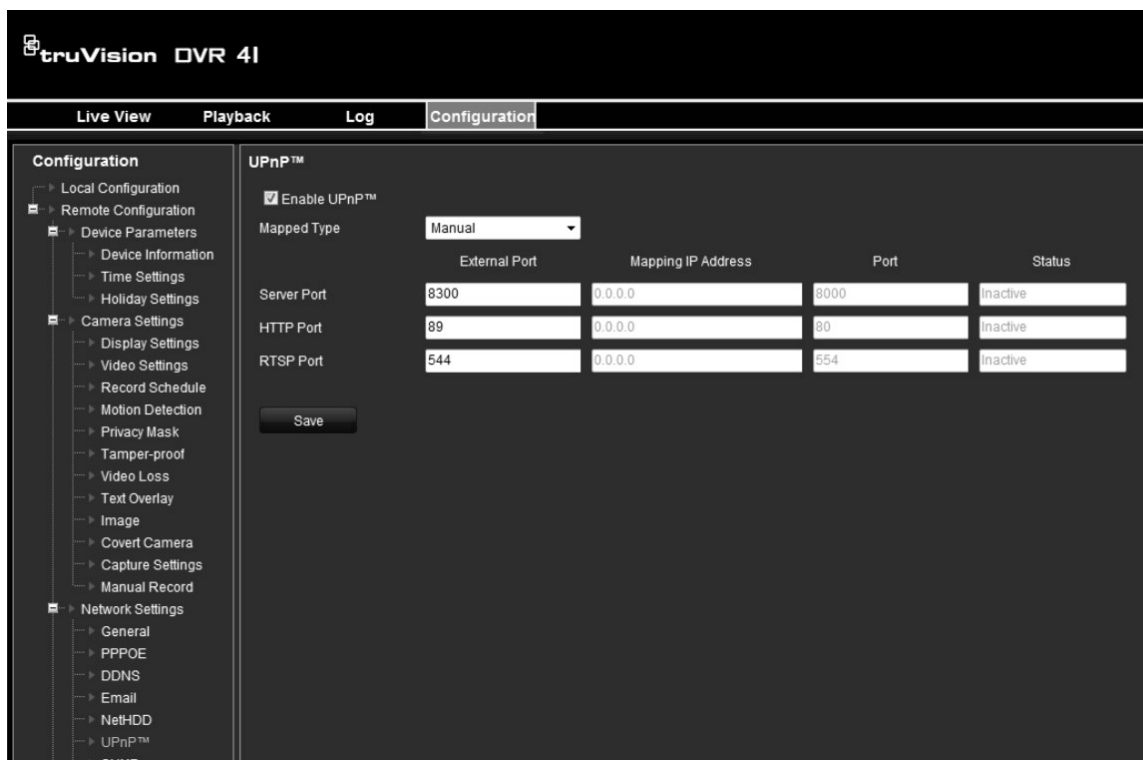 truVision DVR 41
Live View Playback Log Configuration
Configuration
Local Configuration
Remote Configuration
Device Parameters
Device Information
Time Settings
Holiday Settings
Camera Settings
Display Settings
Video Settings
Record Schedule
Motion Detection
Privacy Mask
Tamper-proof
Video Loss
Text Overlay
Image
Covert Camera
Capture Settings
Manual Record
Network Settings
General
PPPOE
DDNS
Email
NetHDD
UPnP™
UPnP™
Enable UPnP™
Mapped Type Manual
External Port Mapping IP Address Port Status
Server Port 8300 0.0.0.0 8000 Inactive
HTTP Port 89 0.0.0.0 80 Inactive
RTSP Port 544 0.0.0.0 554 Inactive
Save